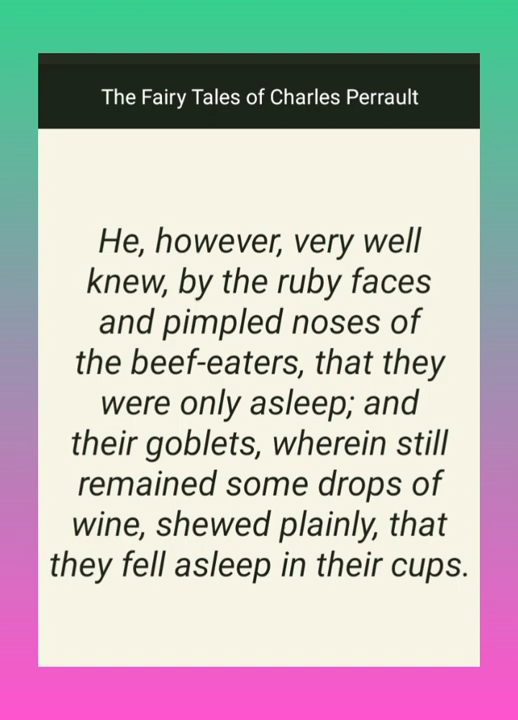 The Fairy Tales of Charles Perrault
He, however, very well
knew, by the ruby faces
and pimpled noses of
the beef-eaters, that they
were only asleep; and
their goblets, wherein still
remained some drops of
wine, shewed plainly, that
they fell asleep in their cups.